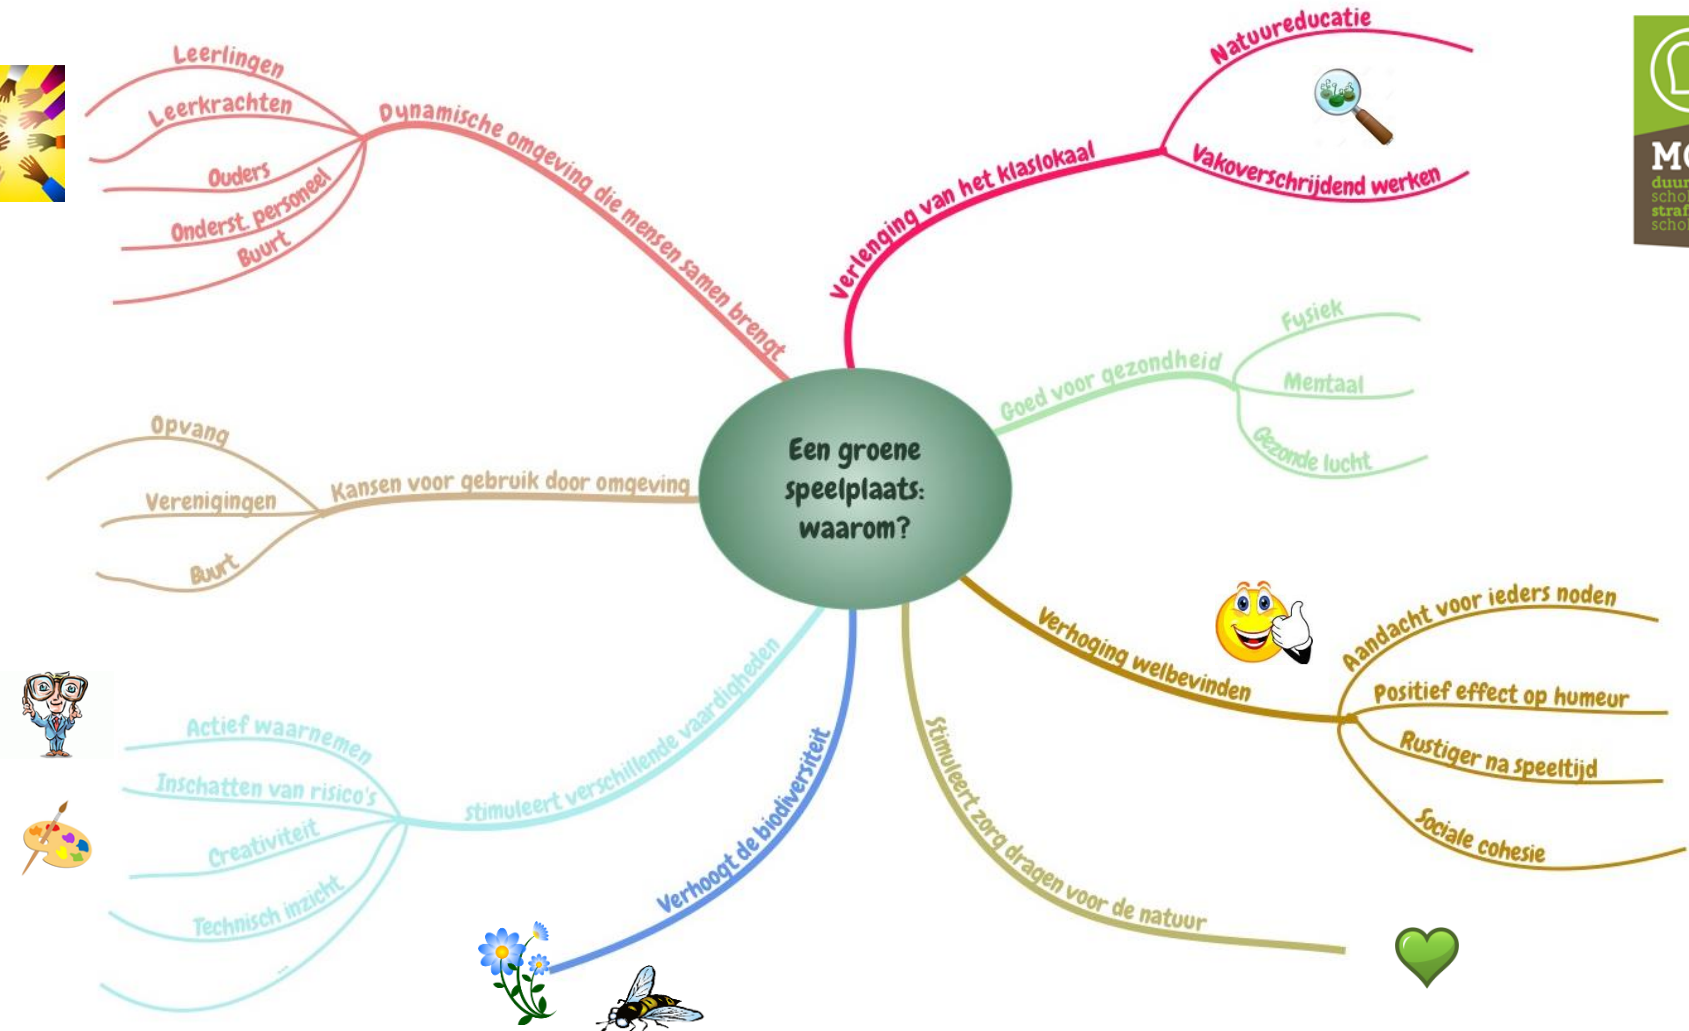 Een groene
speelplaats:
waarom?
Dynamische omgeving die mensen samen brengt
Leerlingen
Leerkrachten
Ouders
Onderst. personeel
Buurt
Verlenging van het klaslokaal
Natuureducatie
Vakoverschrijdend werken
Goed voor gezondheid
Fysiek
Mentaal
Gezonde lucht
Verhoging welbevinden
Aandacht voor ieders noden
Positief effect op humeur
Rustiger na speeltijd
Sociale cohesie
Stimuleert zorg dragen voor de natuur
Verhoogt de biodiversiteit
stimuleert verschillende vaardigheden
Actief waarnemen
Inschatten van risico's
Creativiteit
Technisch inzicht
...
Kansen voor gebruik door omgeving
Opvang
Verenigingen
Buurt